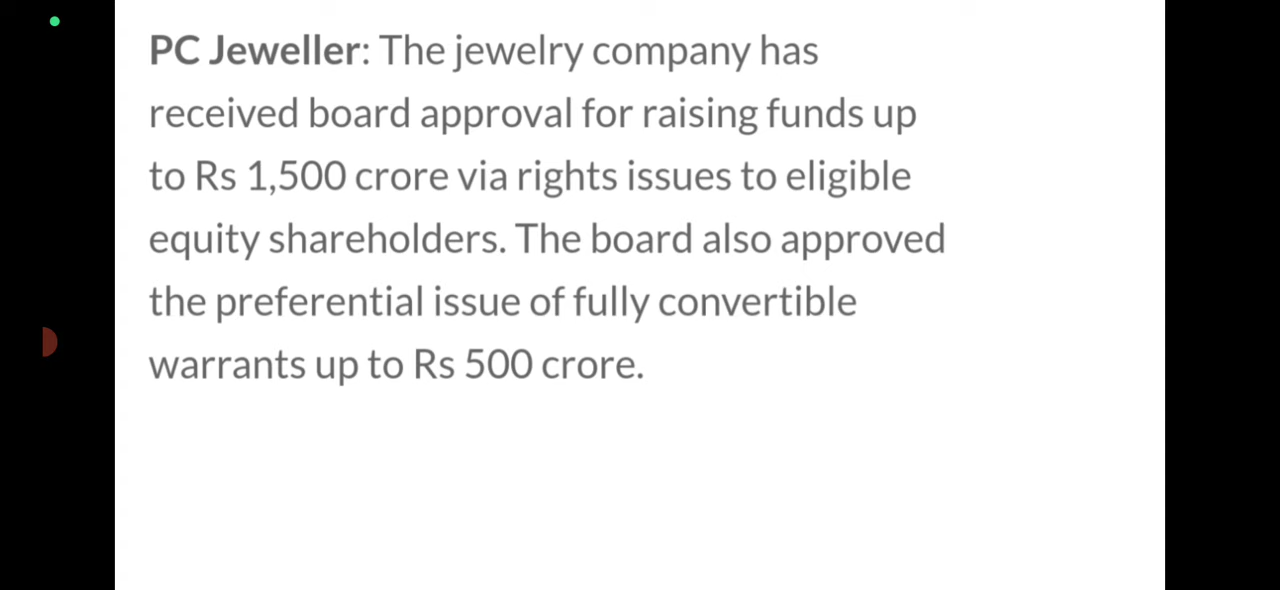 PC Jeweller: The jewelry company has
received board approval for raising funds up
to Rs 1,500 crore via rights issues to eligible
equity shareholders. The board also approved
the preferential issue of fully convertible
warrants up to Rs 500 crore.